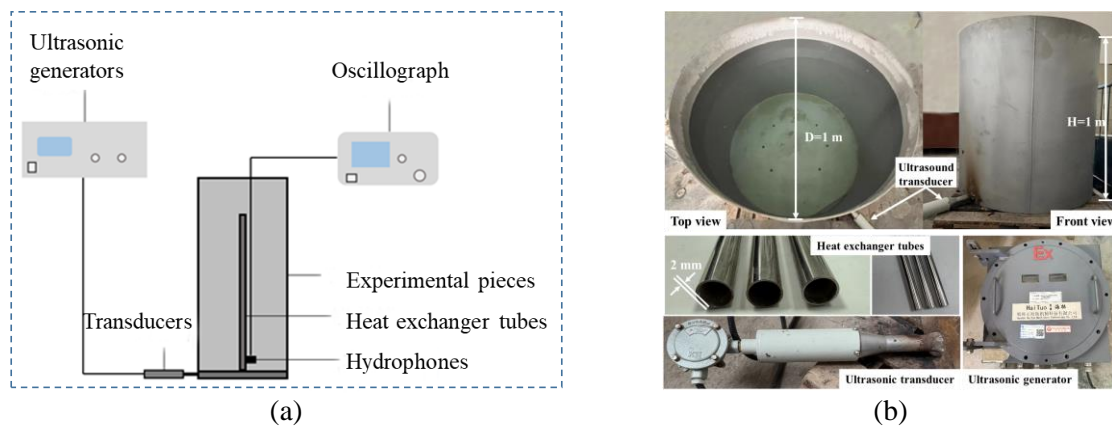 Ultrasonic
generators
Oscillograph
Experimental pieces
Transducers
Heat exchanger tubes
Hydrophones
(a)
D=1 m
H=1 m
Ultrasound
transducer
Top view
Front view
Heat exchanger tubes
2 mm
Ex
HaiTuo
Ultrasonic transducer
Ultrasonic generator
(b)